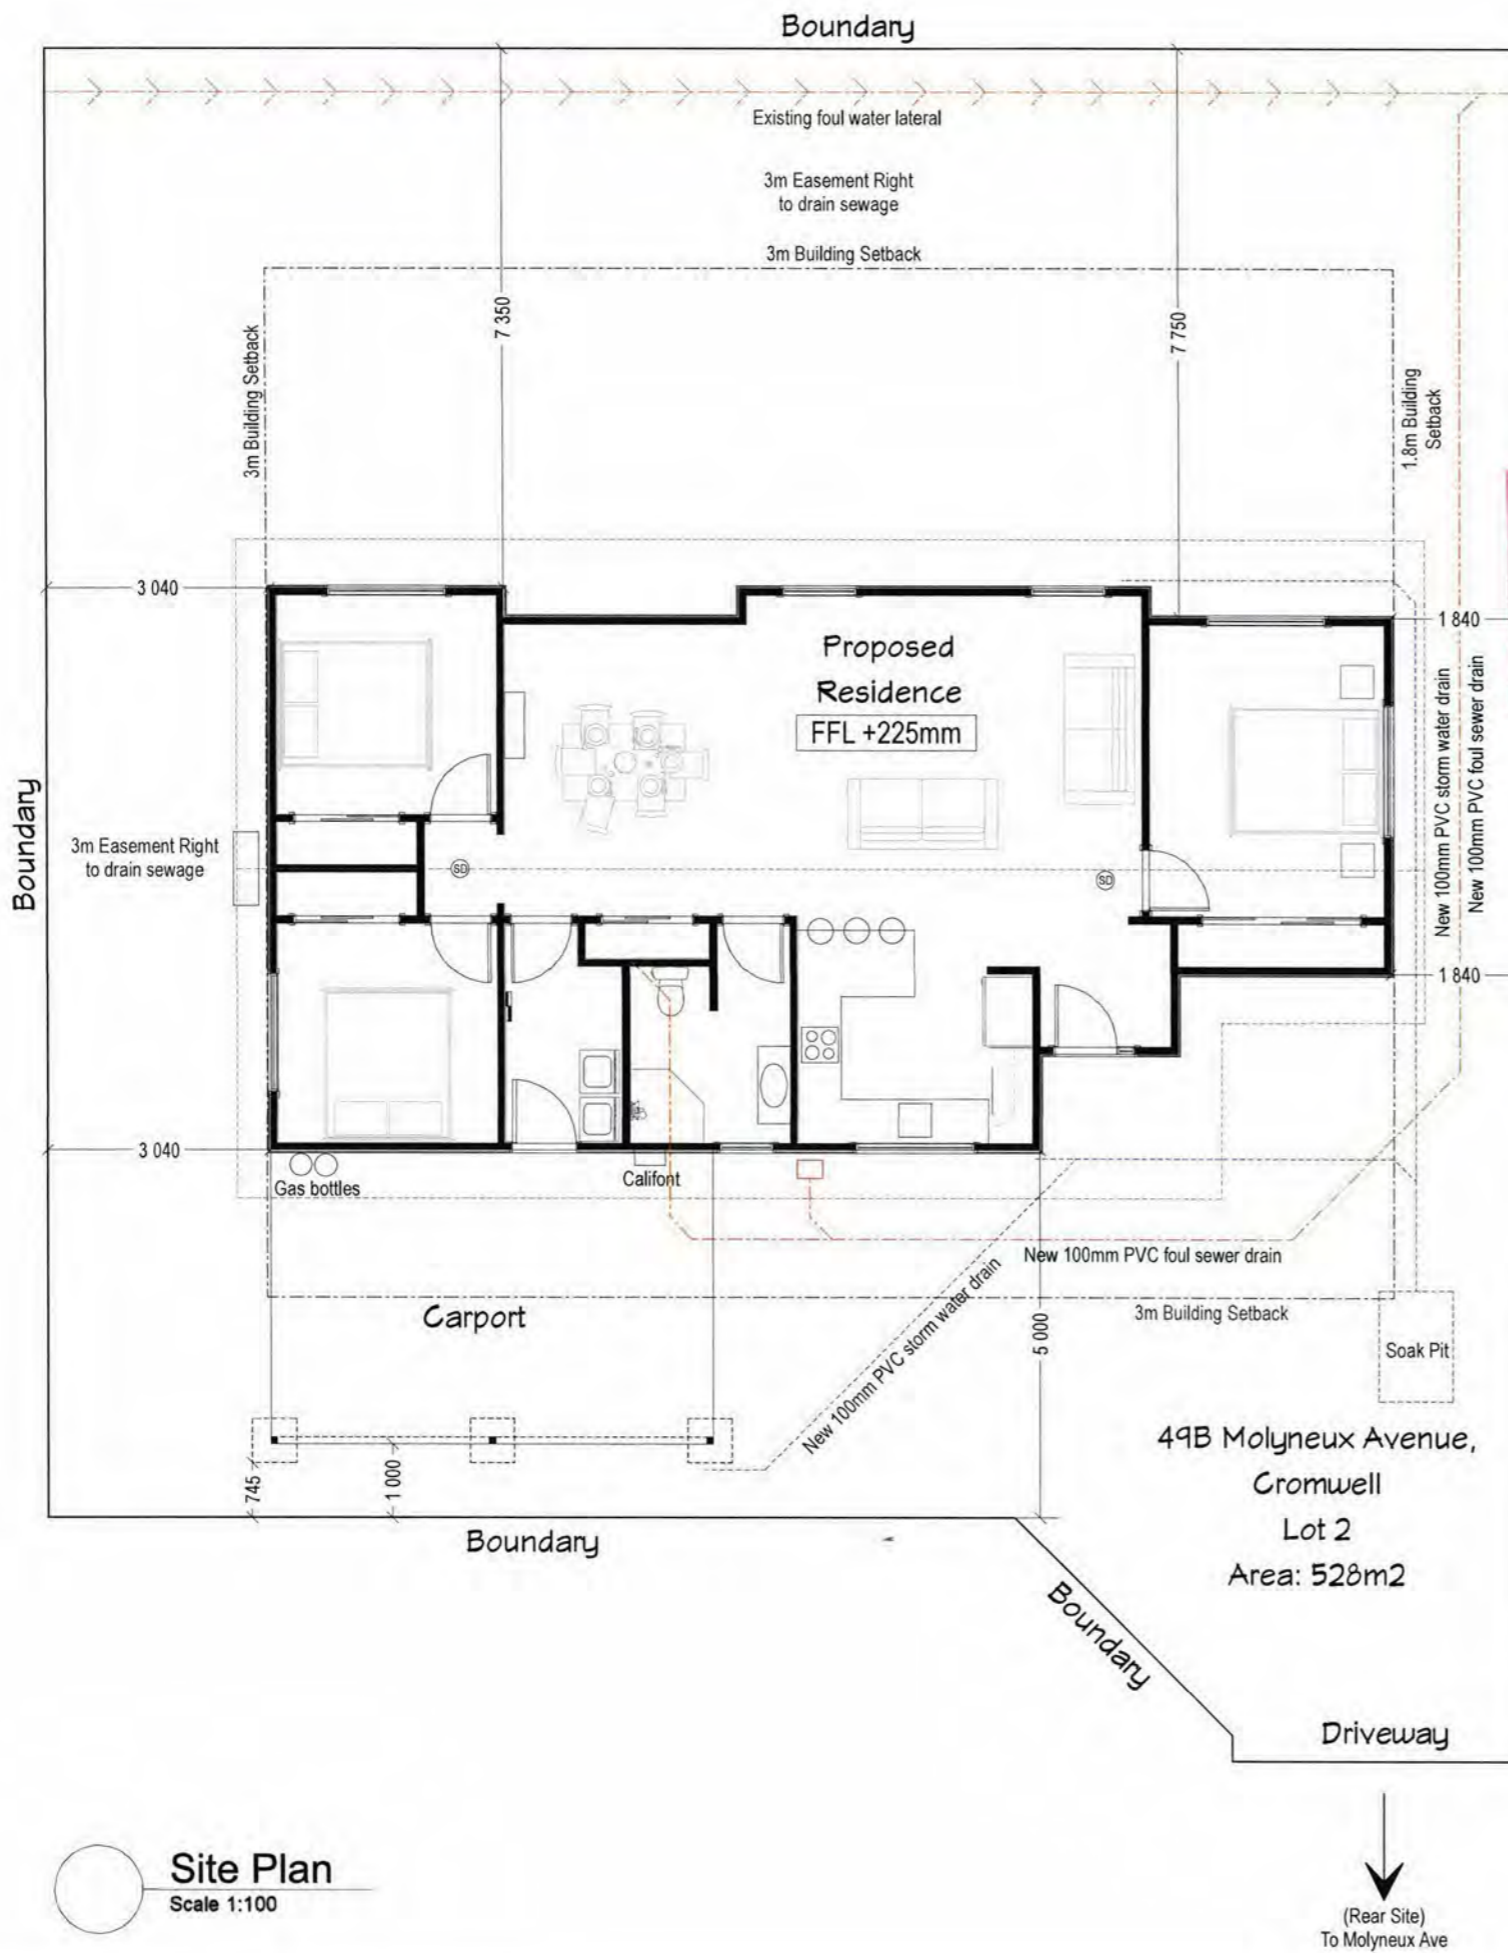 Boundary
Existing foul water lateral
3m Easement Right
to drain sewage
3m Building Setback
7 350
7 750
3m Building Setback
1.8m Building
Setback
3 040
1 840
Proposed
Residence
FFL +225mm
New 100mm PVC storm water drain
New 100mm PVC foul sewer drain
Boundary
3m Easement Right
to drain sewage
SD
SD
1 840
3 040
Gas bottles
Califont
New 100mm PVC foul sewer drain
New 100mm PVC storm water drain
3m Building Setback
Carport
5 000
Soak Pit
745
1 000
49B Molyneux Avenue,
Cromwell
Lot 2
Area: 528m2
Boundary
Boundary
Driveway
Site Plan
Scale 1:100
(Rear Site)
To Molyneux Ave